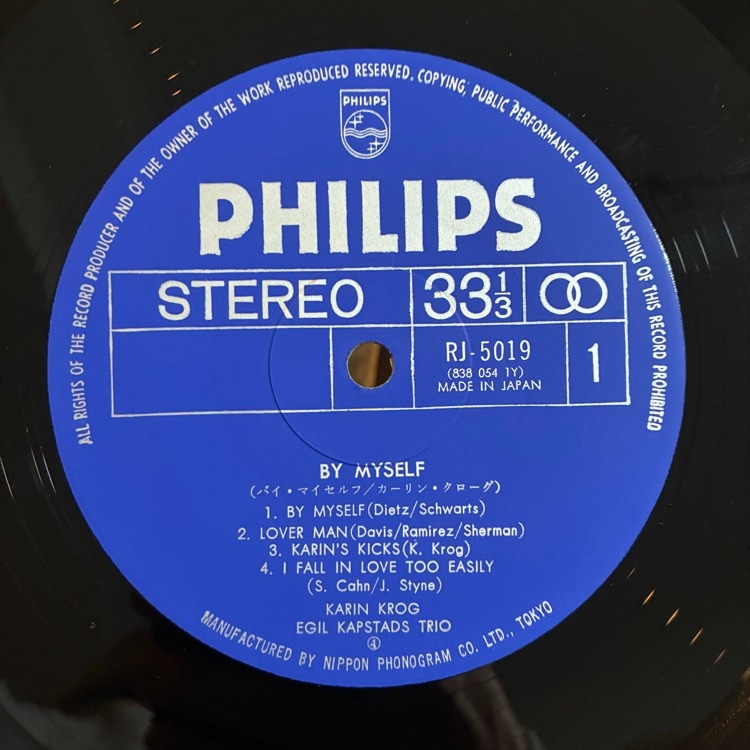 ALL RIGHTS OF THE RECORD PRODUCER AND OF THE OWNER OF THE WORK REPRODUCED RESERVED. COPYING, PUBLIC PERFORMANCE AND BROADCASTING OF THIS RECORD PROHIBITED
PHILIPS
PHILIPS
STEREO 33 1/3
RJ-5019
(838 054 1Y)
MADE IN JAPAN
1
BY MYSELF
(バイ・マイセルフ/カーリン・クローグ)
1. BY MYSELF (Dietz/Schwarts)
2. LOVER MAN (Davis/Ramirez/Sherman)
3. KARIN'S KICKS (K. Krog)
4. I FALL IN LOVE TOO EASILY
(S. Cahn/J. Styne)
KARIN KROG
EGIL KAPSTADS TRIO
④
MANUFACTURED BY NIPPON PHONOGRAM CO. LTD., TOKYO